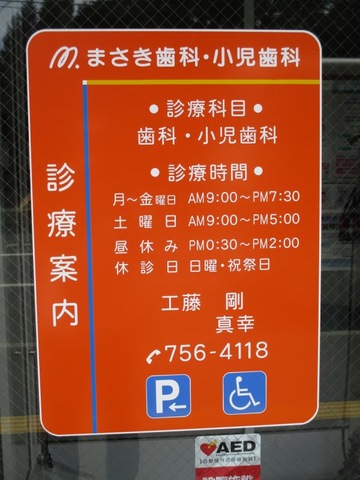 m. まさき歯科・小児歯科
診療案内
●診療科目●
歯科・小児歯科
●診療時間●
月〜金曜日 AM9:00〜PM7:30
土曜日 AM9:00〜PM5:00
昼休み PM0:30〜PM2:00
休診日 日曜・祝祭日
工藤 剛
真幸
756-4118
P
AED